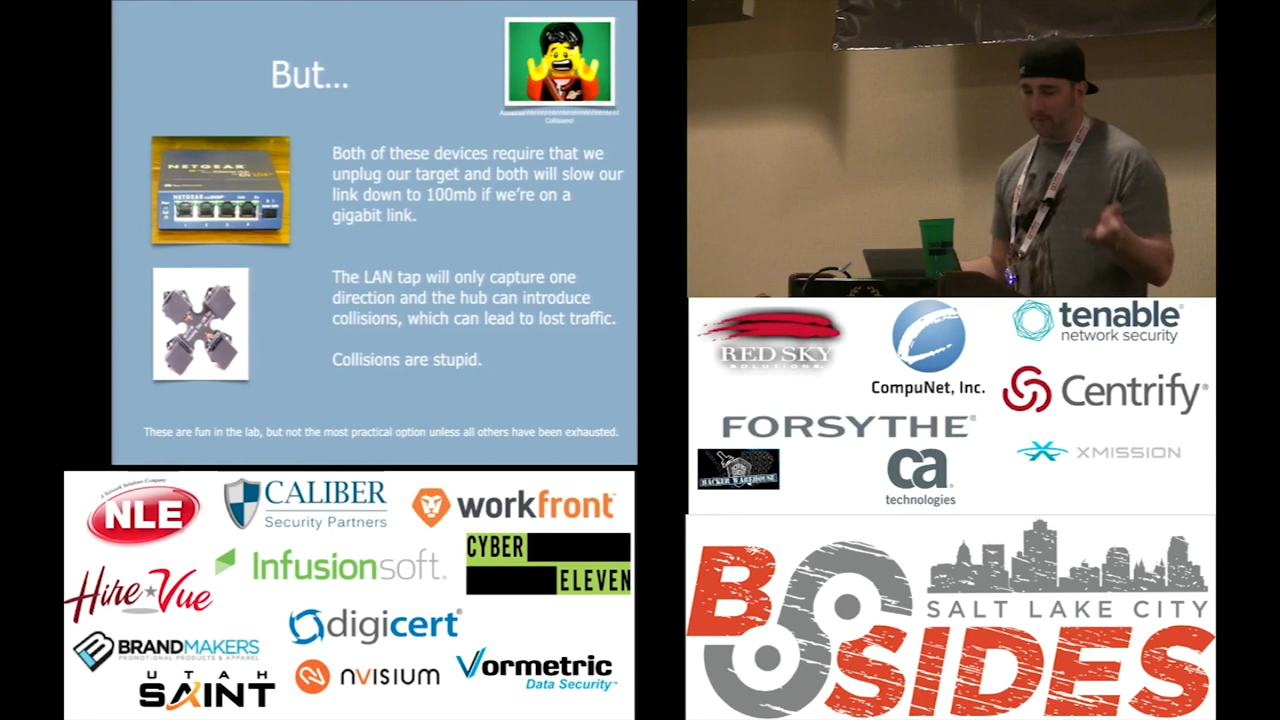 But...
Collisions!
NETGEAR
NETGEAR
Both of these devices require that we
unplug our target and both will slow our
link down to 100mb if we're on a
gigabit link.
The LAN tap will only capture one
direction and the hub can introduce
collisions, which can lead to lost traffic.
Collisions are stupid.
These are fun in the lab, but not the most practical option unless all others have been exhausted.
RED SKY
SOLUTIONS
CompuNet, Inc.
tenable
network security
Centrify
FORSYTHE
HACKER WAREHOUSE
ca
technologies
XMISSION
A Network Solutions Company
NLE
CALIBER
Security Partners
workfront
Infusionsoft.
CYBER
ELEVEN
HireVue
digicert
BRANDMAKERS
PROMOTIONAL PRODUCTS & APPAREL
UTAH
SAINT
nVISIUM
Vormetric
Data Security
SALT LAKE CITY
BSIDES